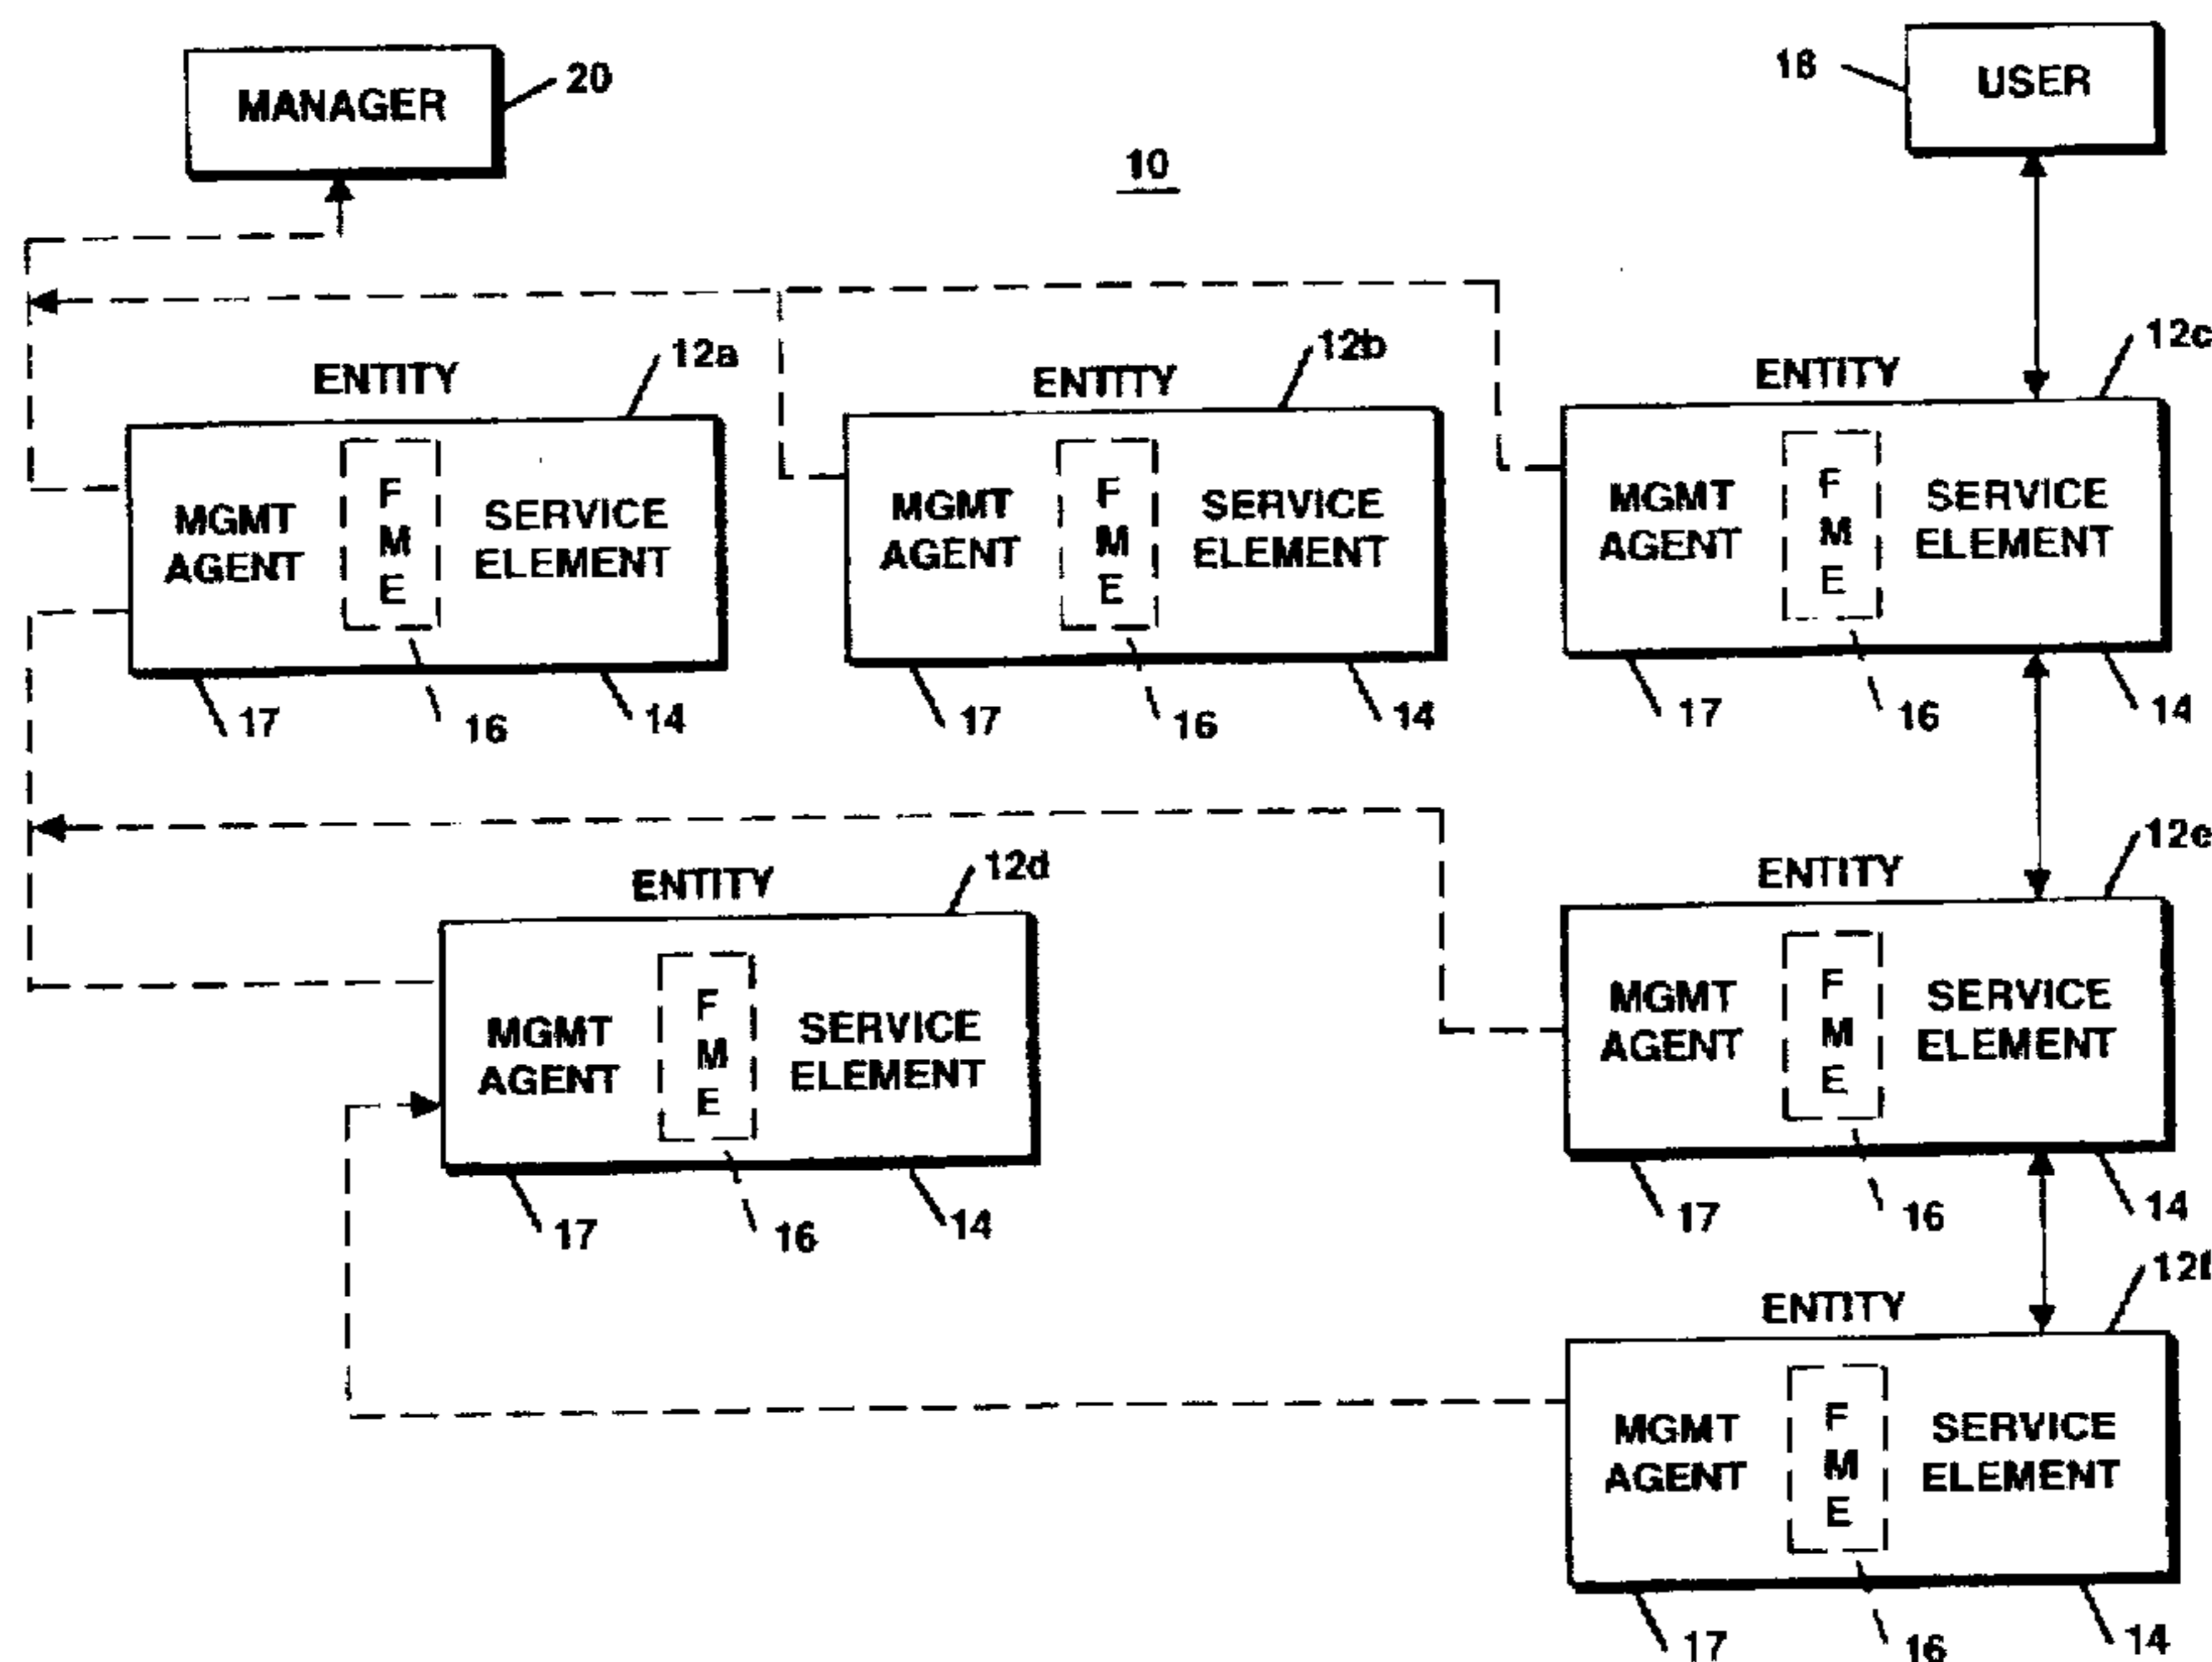 MANAGER
20
18
USER
10
ENTITY
12a
ENTITY
12b
ENTITY
12c
MGMT
AGENT
F
M
E
SERVICE
ELEMENT
17
16
14
MGMT
AGENT
F
M
E
SERVICE
ELEMENT
17
16
14
MGMT
AGENT
F
M
E
SERVICE
ELEMENT
17
16
14
ENTITY
12d
MGMT
AGENT
F
M
E
SERVICE
ELEMENT
17
16
14
ENTITY
12e
MGMT
AGENT
F
M
E
SERVICE
ELEMENT
17
16
14
ENTITY
MGMT
AGENT
F
M
E
SERVICE
ELEMENT
17
16
14